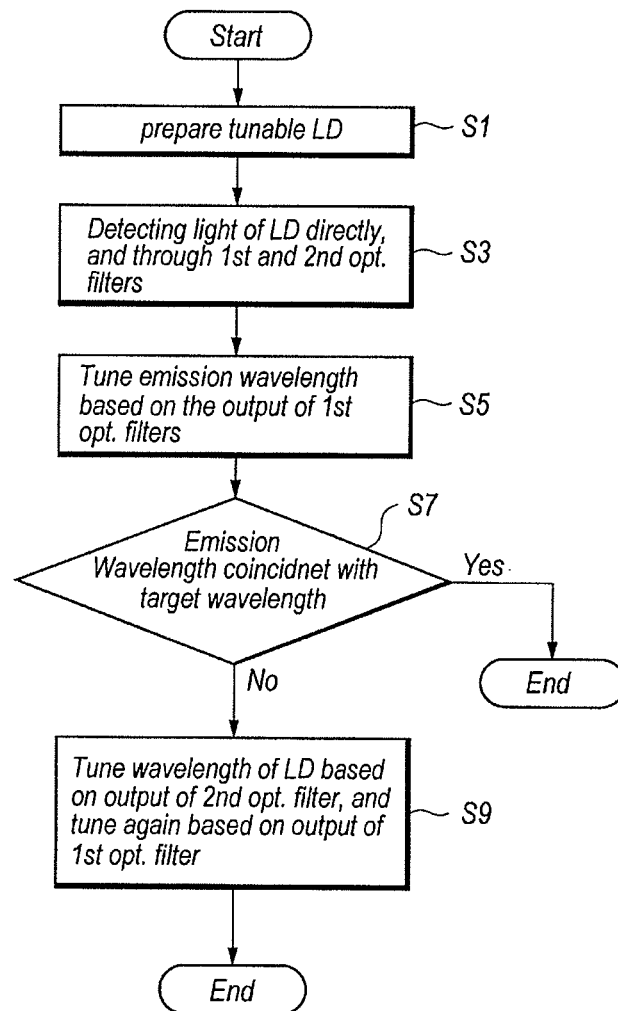 Start
prepare tunable LD
S1
Detecting light of LD directly,
and through 1st and 2nd opt.
filters
S3
Tune emission wavelength
based on the output of 1st
opt. filters
S5
S7
Emission
Wavelength coincidnet with
target wavelength
Yes
End
No
Tune wavelength of LD based
on output of 2nd opt. filter, and
tune again based on output of
1st opt. filter
S9
End